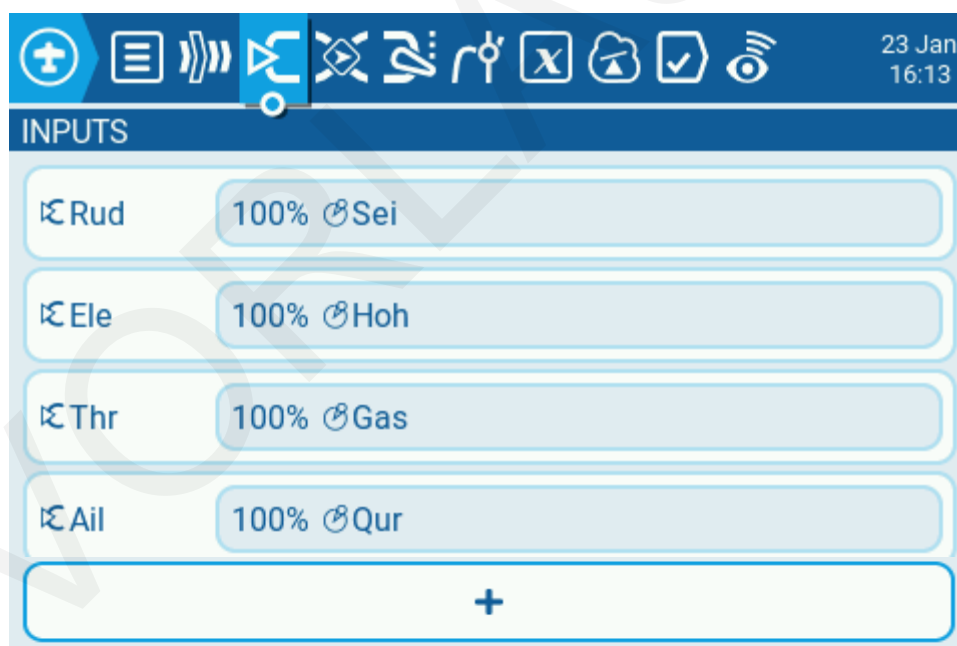 23 Jan
16:13
INPUTS
Rud 100% Sei
Ele 100% Hoh
Thr 100% Gas
Ail 100% Qur
+